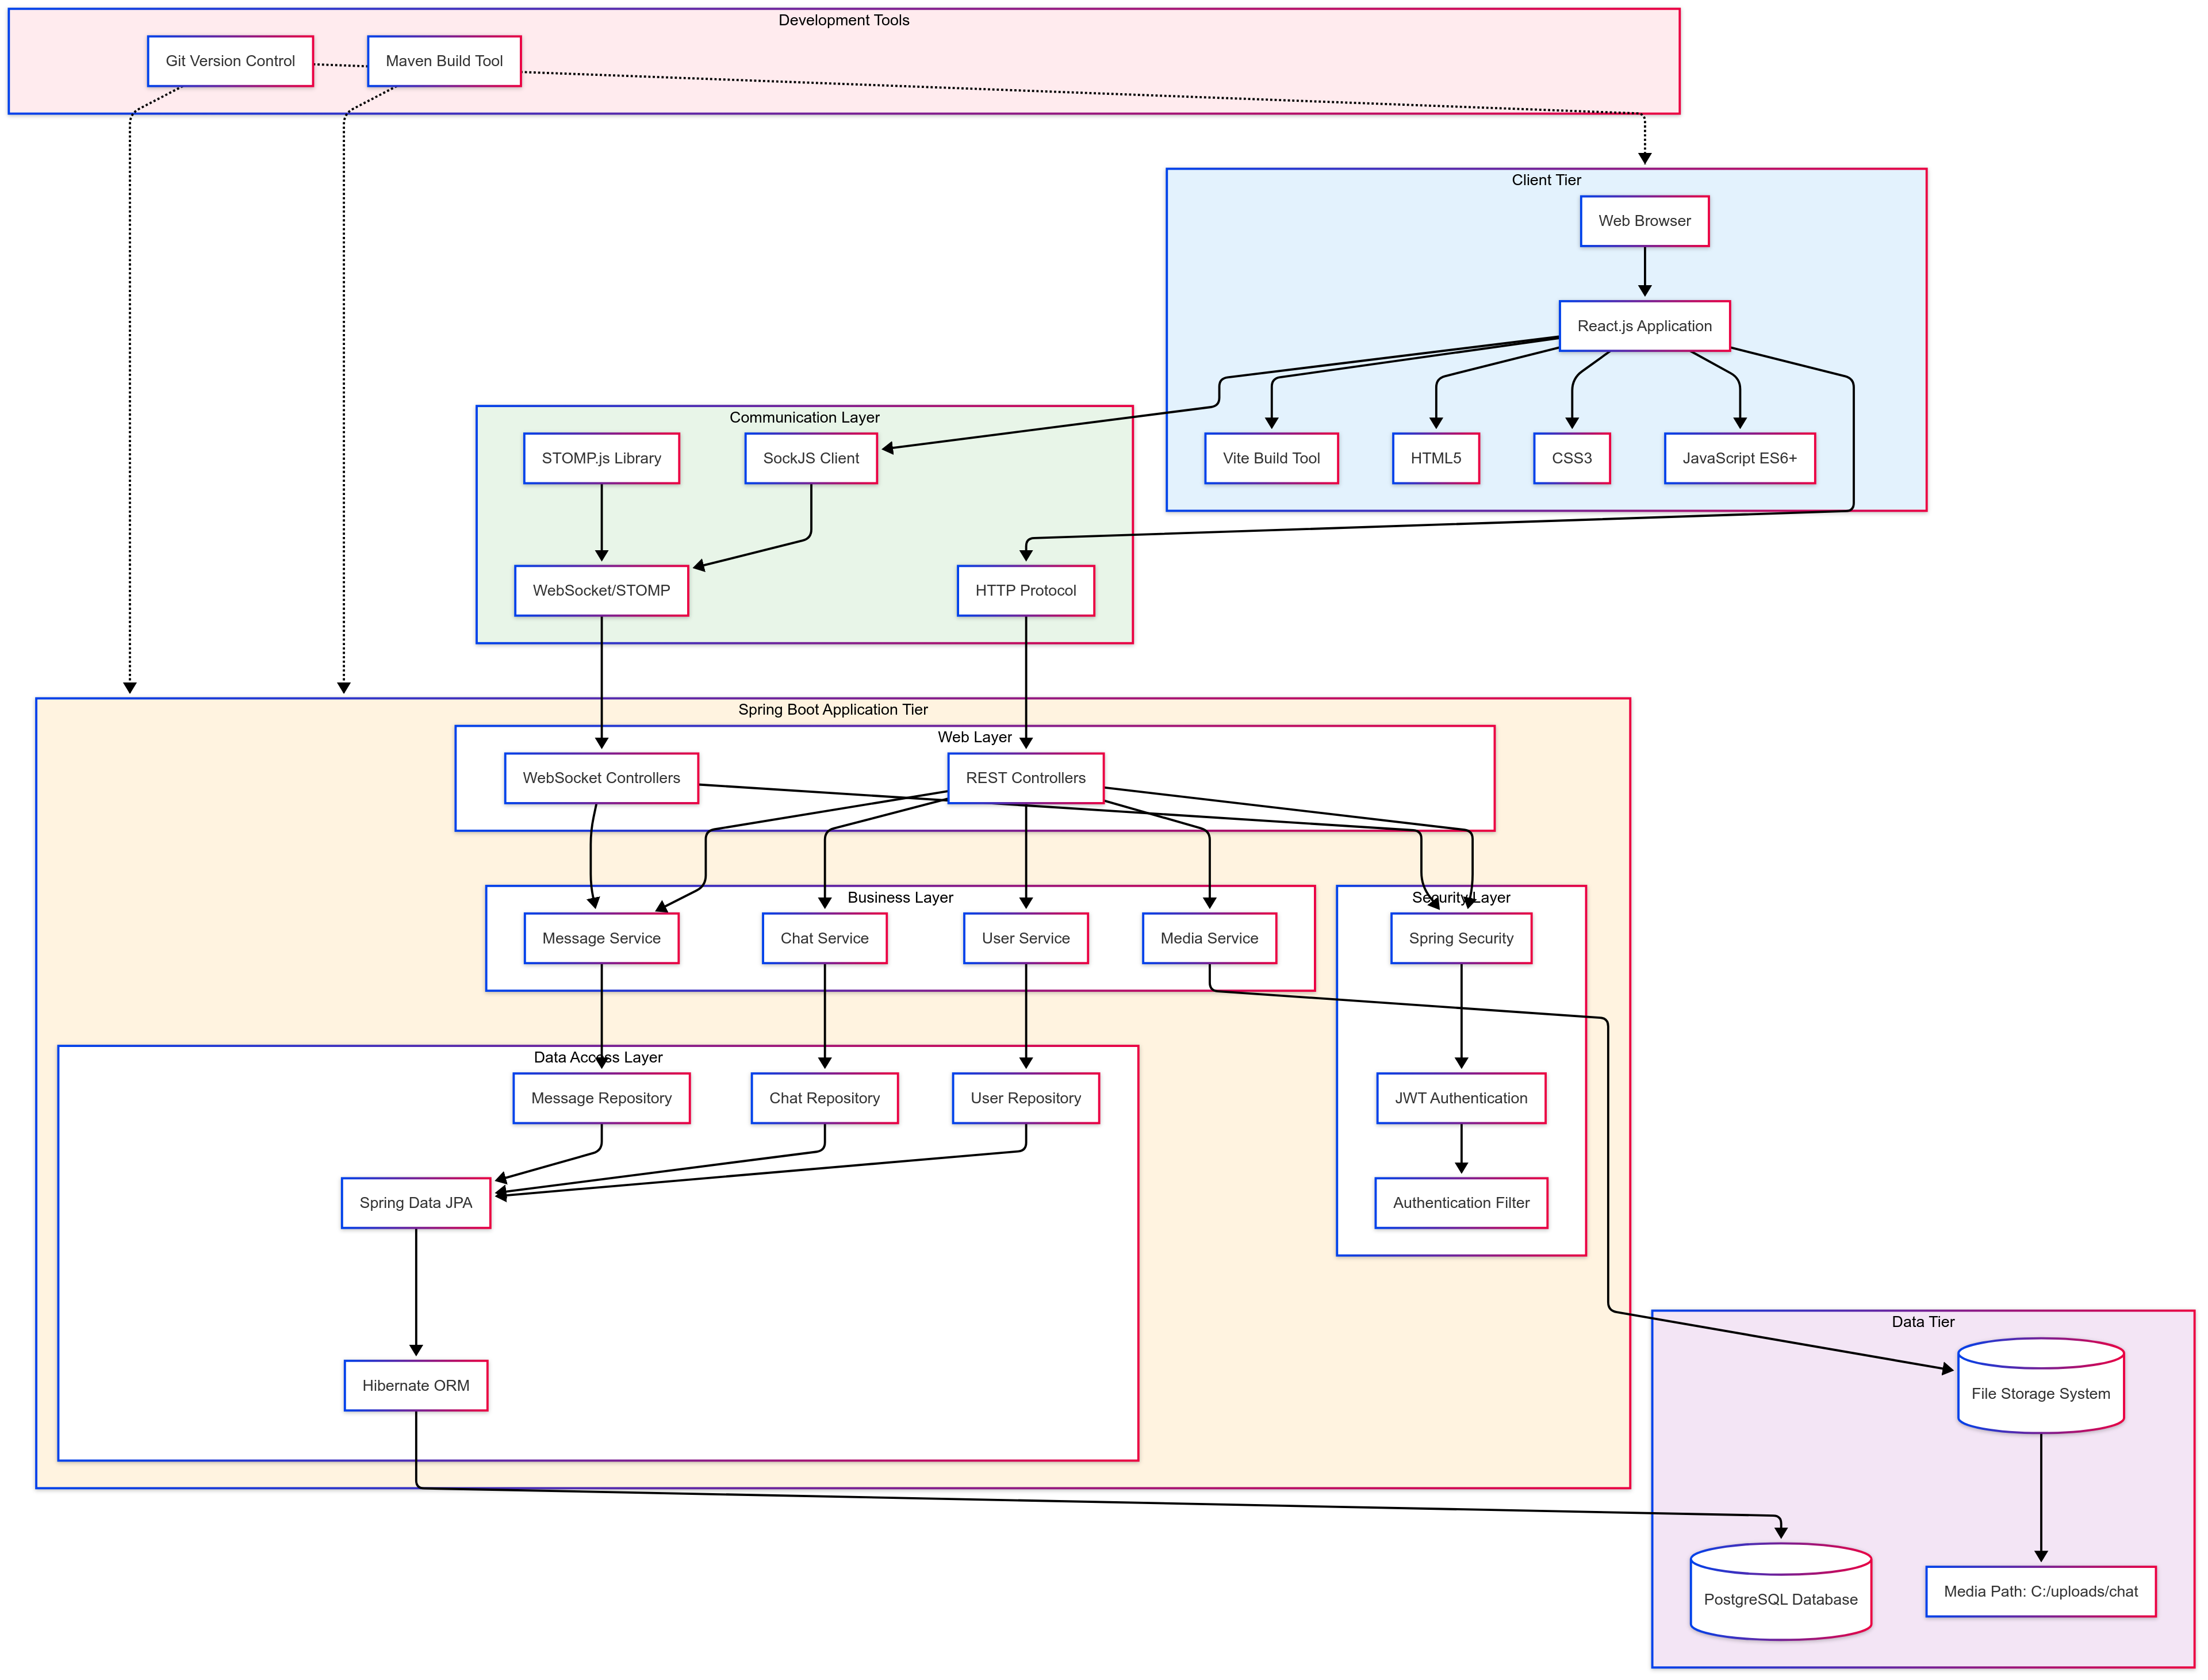 Development Tools
Git Version Control
Maven Build Tool
Client Tier
Web Browser
React.js Application
Communication Layer
STOMP.js Library
SockJS Client
Vite Build Tool
HTML5
CSS3
JavaScript ES6+
WebSocket/STOMP
HTTP Protocol
Spring Boot Application Tier
Web Layer
WebSocket Controllers
REST Controllers
Business Layer
Security Layer
Message Service
Chat Service
User Service
Media Service
Spring Security
Data Access Layer
Message Repository
Chat Repository
User Repository
JWT Authentication
Spring Data JPA
Authentication Filter
Data Tier
Hibernate ORM
File Storage System
PostgreSQL Database
Media Path: C:/uploads/chat